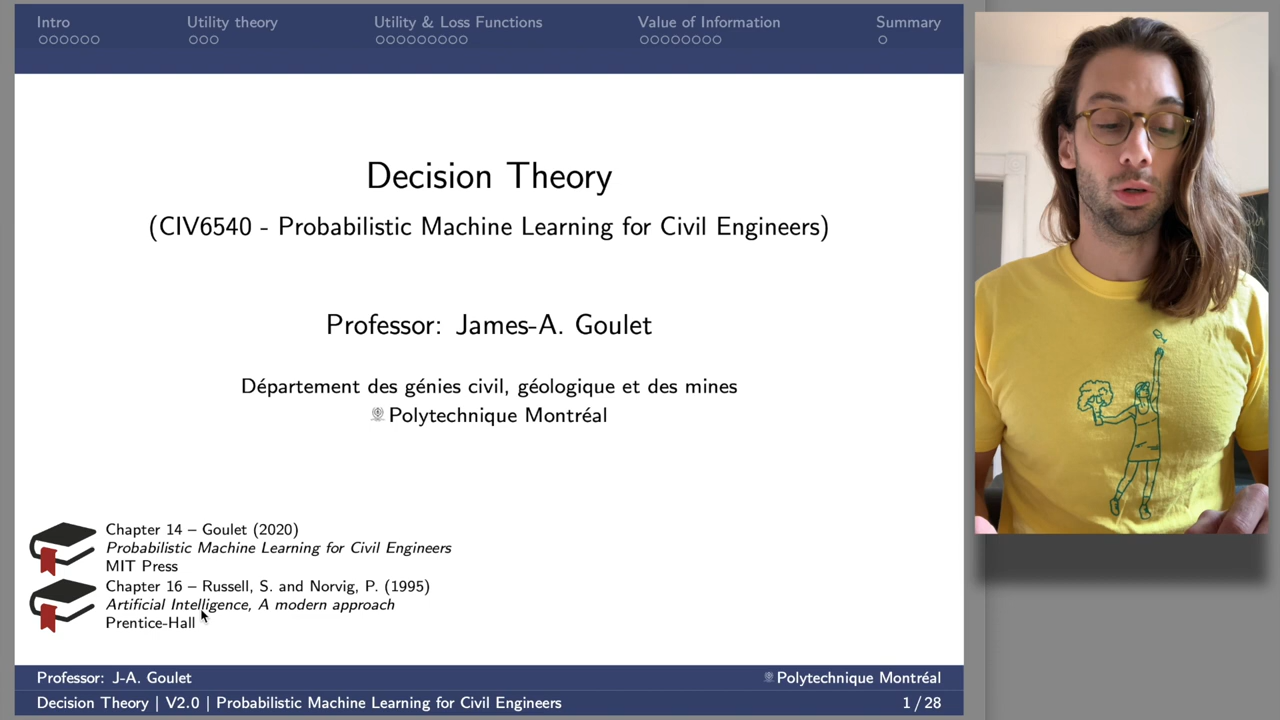 Intro
Utility theory
Utility & Loss Functions
Value of Information
Summary
Decision Theory
(CIV6540 - Probabilistic Machine Learning for Civil Engineers)
Professor: James-A. Goulet
Département des génies civil, géologique et des mines
Polytechnique Montréal
Chapter 14 – Goulet (2020)
Probabilistic Machine Learning for Civil Engineers
MIT Press
Chapter 16 – Russell, S. and Norvig, P. (1995)
Artificial Intelligence, A modern approach
Prentice-Hall
Professor: J-A. Goulet
Polytechnique Montréal
Decision Theory | V2.0 | Probabilistic Machine Learning for Civil Engineers
1 / 28